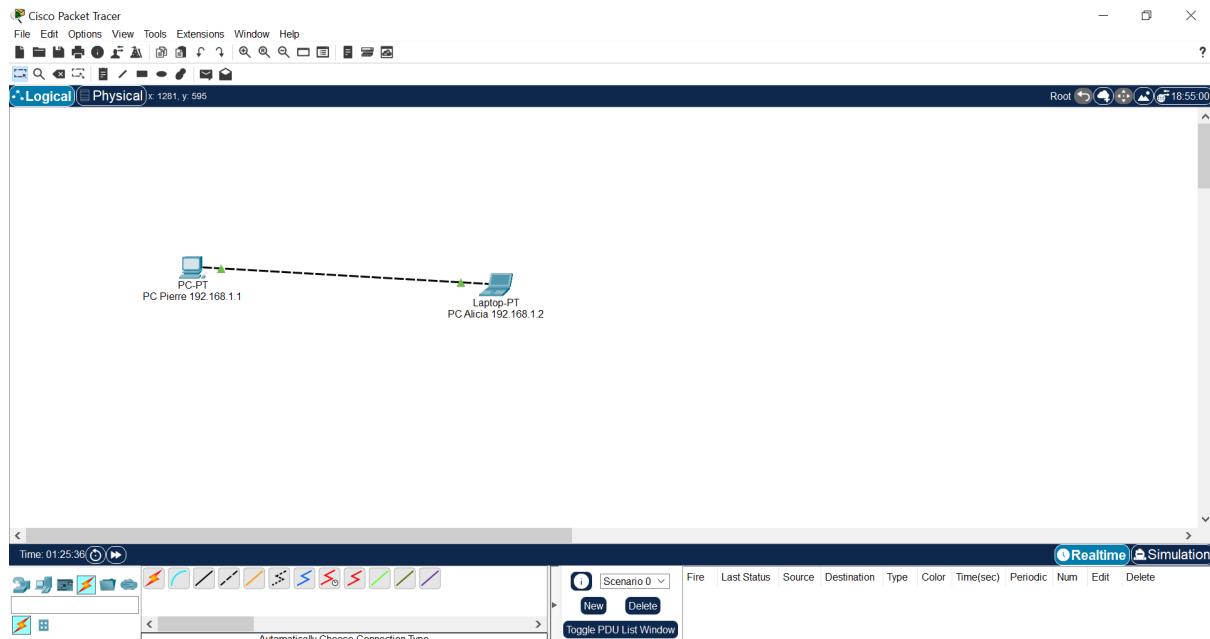 Cisco Packet Tracer
File Edit Options View Tools Extensions Window Help
?
Logical Physical x: 1281, y: 595 Root 18:55:00
PC-PT
PC Pierre 192.168.1.1
Laptop-PT
PC Alicia 192.168.1.2
Time: 01:25:36 Realtime Simulation
Scenario 0 Fire Last Status Source Destination Type Color Time(sec) Periodic Num Edit Delete
New Delete
Toggle PDU List Window
Automatically Choose Connection Type